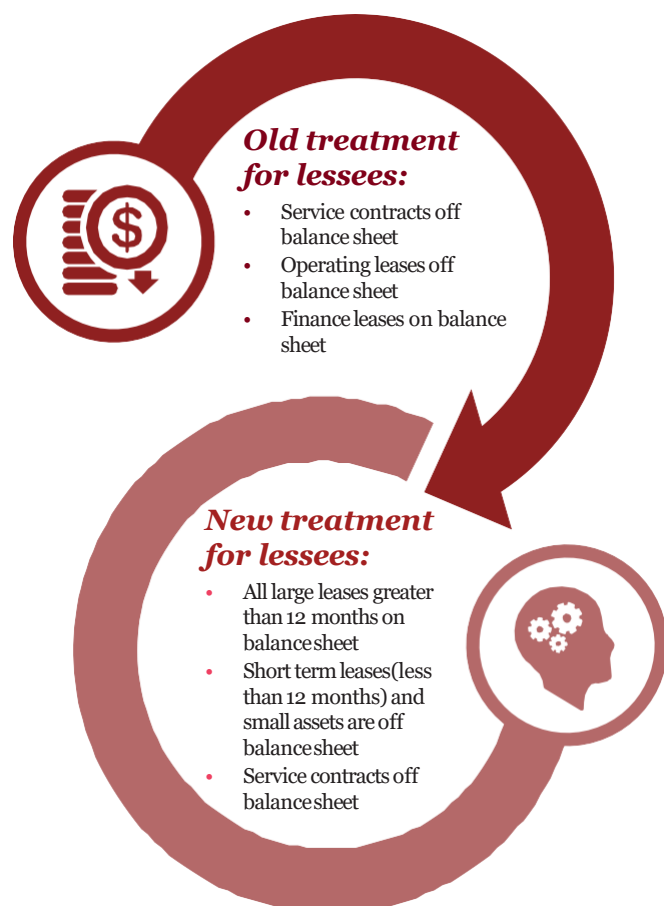 Old treatment
for lessees:
• Service contracts off
balance sheet
• Operating leases off
balance sheet
• Finance leases on balance
sheet
$
New treatment
for lessees:
• All large leases greater
than 12 months on
balance sheet
• Short term leases(less
than 12 months) and
small assets are off
balance sheet
• Service contracts off
balance sheet